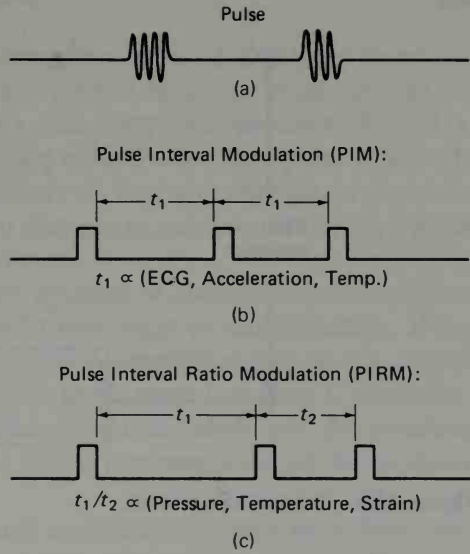 Pulse
(a)
Pulse Interval Modulation (PIM):
t₁ t₁
t₁ ∝ (ECG, Acceleration, Temp.)
(b)
Pulse Interval Ratio Modulation (PIRM):
t₁ t₂
t₁/t₂ ∝ (Pressure, Temperature, Strain)
(c)